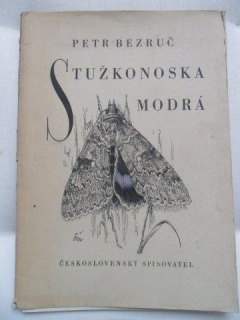 PETR BEZRUČ
STUŽKONOSKA
MODRÁ
ČESKOSLOVENSKÝ SPISOVATEL